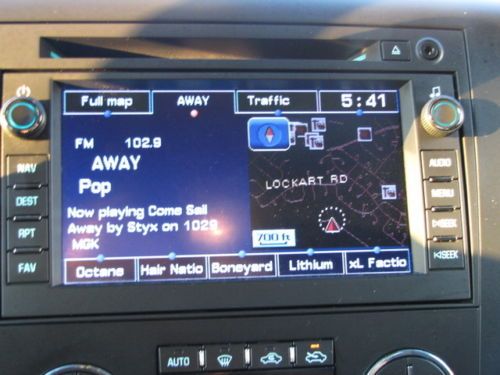 Full map
AWAY
Traffic
5:41
FM 102.9
AWAY
Pop
Now playing Come Sail
Away by Styx on 1029
MGK
LOCKART RD
700 ft
Octane
Hair Natio
Boneyard
Lithium
xL Factio
NAV
DEST
RPT
FAV
AUDIO
MENU
SEEK
SEEK
AUTO